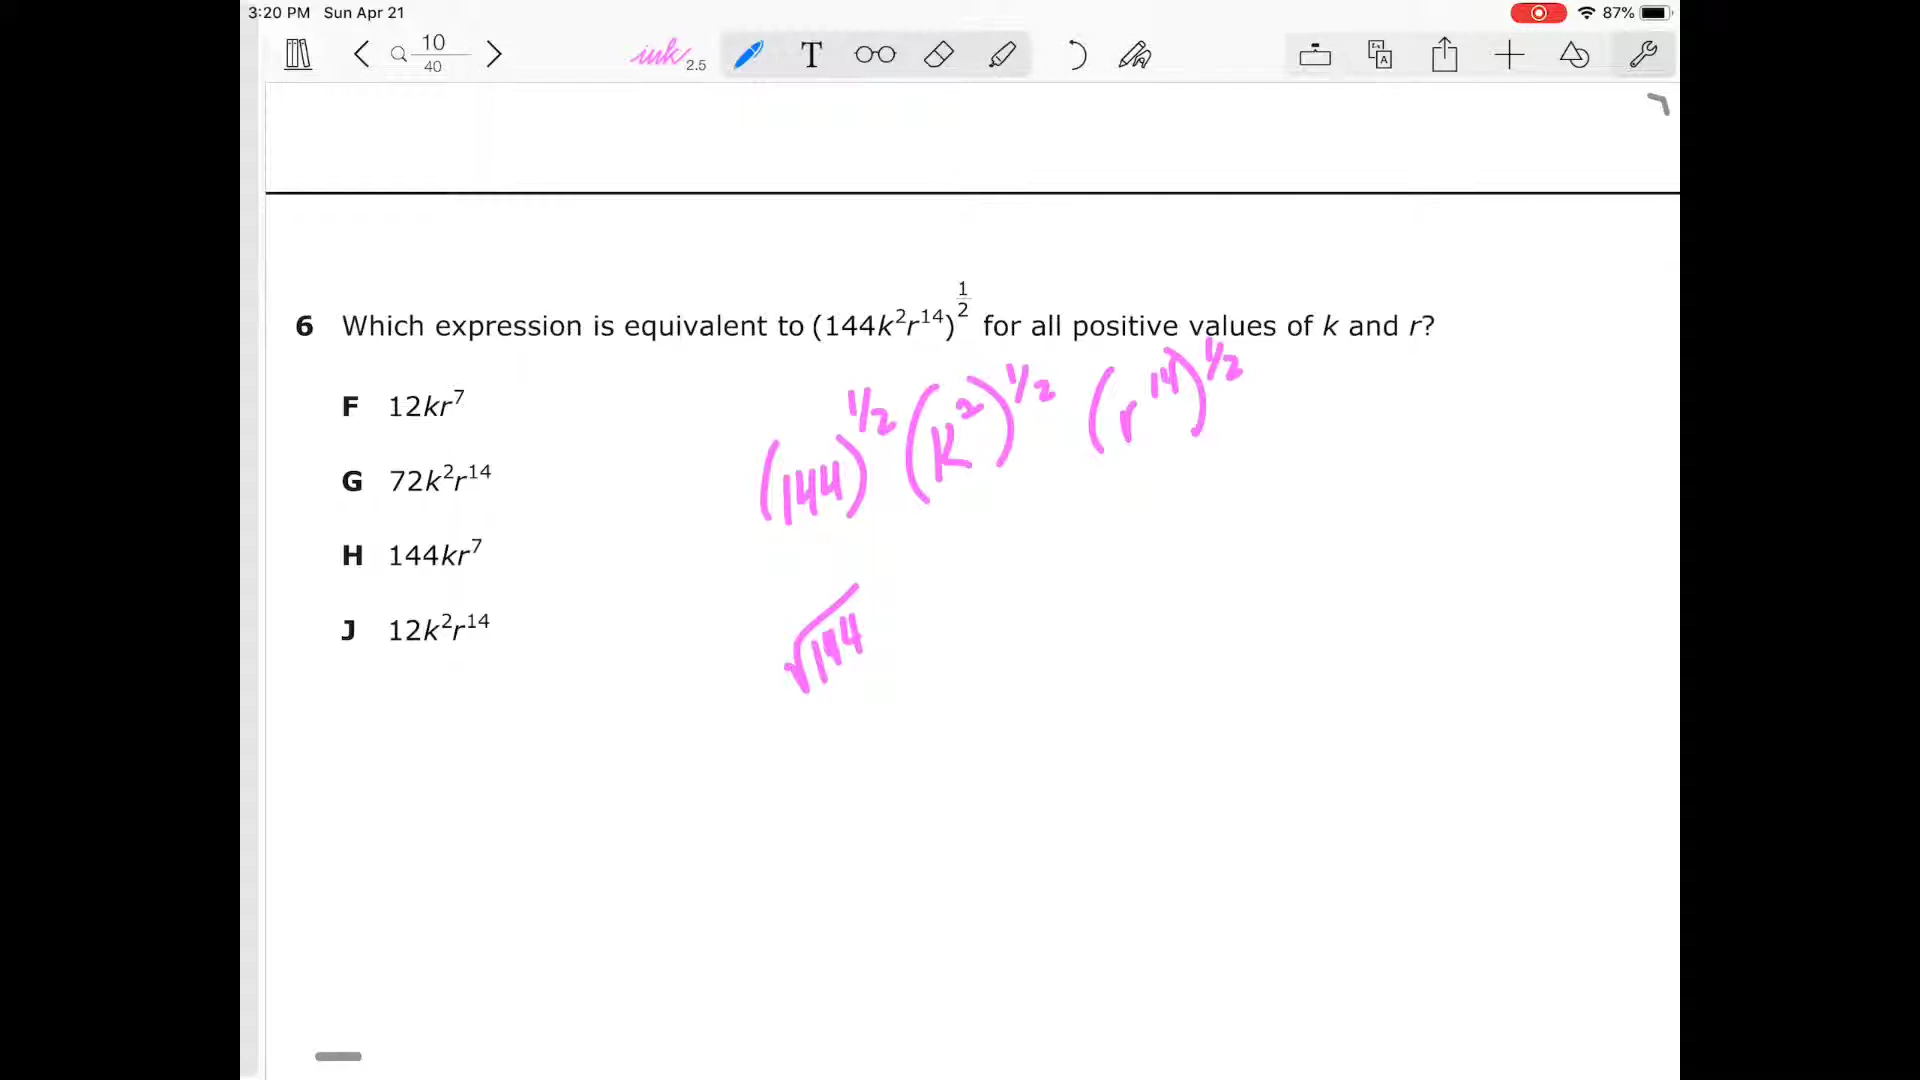 3:20 PM Sun Apr 21
87%
10
40
ink 2.5
T
A
6 Which expression is equivalent to (144k²r¹⁴)^(1/2) for all positive values of k and r?
(144)^(1/2) (k²)^(1/2) (r¹⁴)^(1/2)
F 12kr⁷
G 72k²r¹⁴
H 144kr⁷
J 12k²r¹⁴
√144